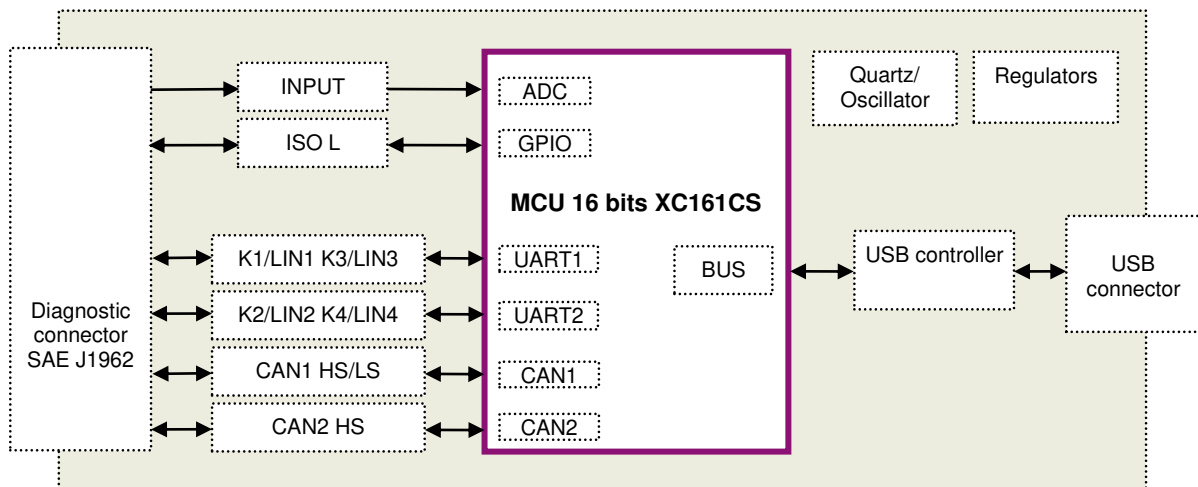 INPUT
ADC
Quartz/
Oscillator
Regulators
ISO L
GPIO
MCU 16 bits XC161CS
K1/LIN1 K3/LIN3
UART1
BUS
USB controller
USB
connector
Diagnostic
connector
SAE J1962
K2/LIN2 K4/LIN4
UART2
CAN1 HS/LS
CAN1
CAN2 HS
CAN2